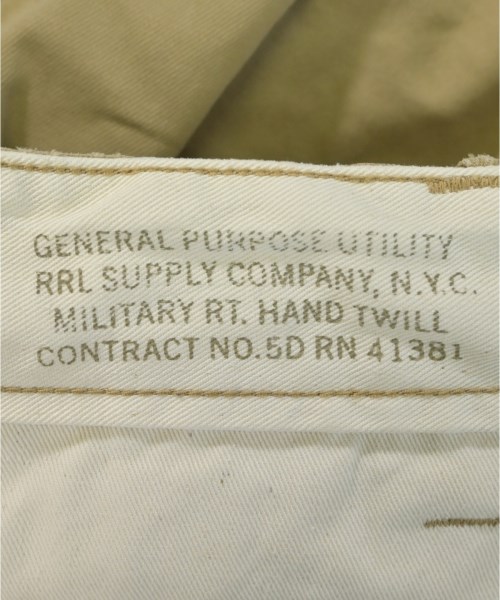 GENERAL PURPOSE UTILITY
RRL SUPPLY COMPANY, N.Y.C.
MILITARY RT. HAND TWILL
CONTRACT NO.5D RN 41381